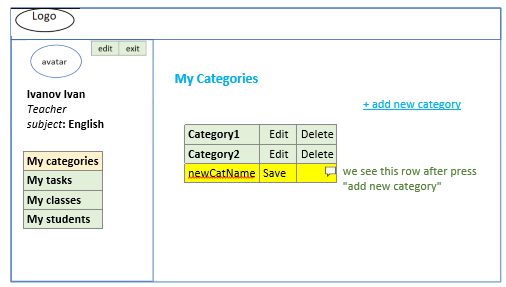 Logo
edit exit
avatar
Ivanov Ivan
Teacher
subject: English
My categories
My tasks
My classes
My students
My Categories
+ add new category
Category1 Edit Delete
Category2 Edit Delete
newCatName Save
we see this row after press
"add new category"